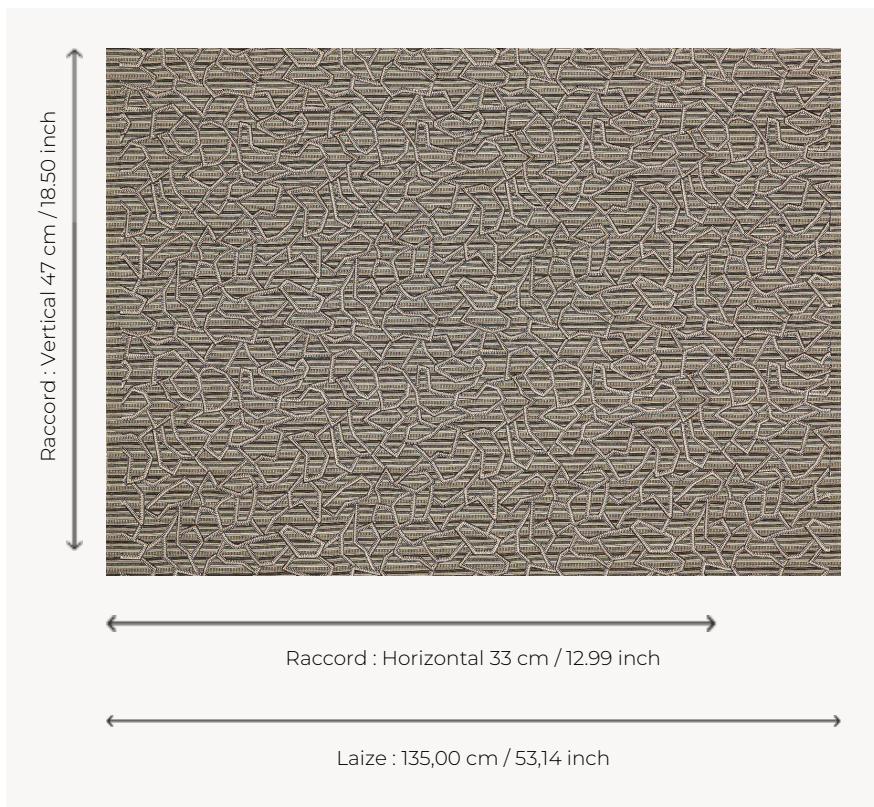 Raccord : Vertical 47 cm / 18.50 inch
Raccord : Horizontal 33 cm / 12.99 inch
Laize : 135,00 cm / 53,14 inch